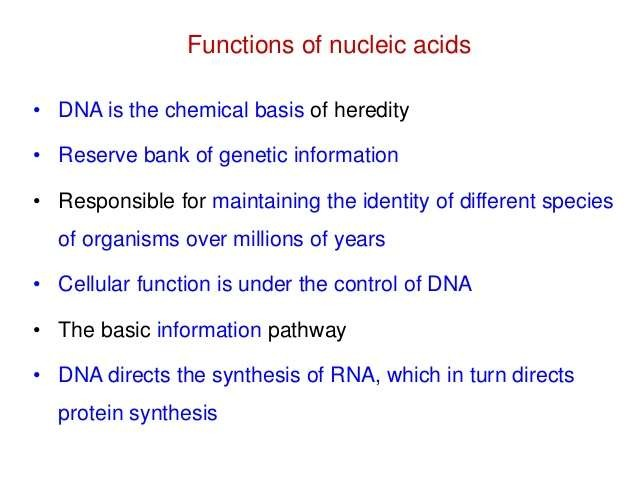 Functions of nucleic acids
• DNA is the chemical basis of heredity
• Reserve bank of genetic information
• Responsible for maintaining the identity of different species
of organisms over millions of years
• Cellular function is under the control of DNA
• The basic information pathway
• DNA directs the synthesis of RNA, which in turn directs
protein synthesis